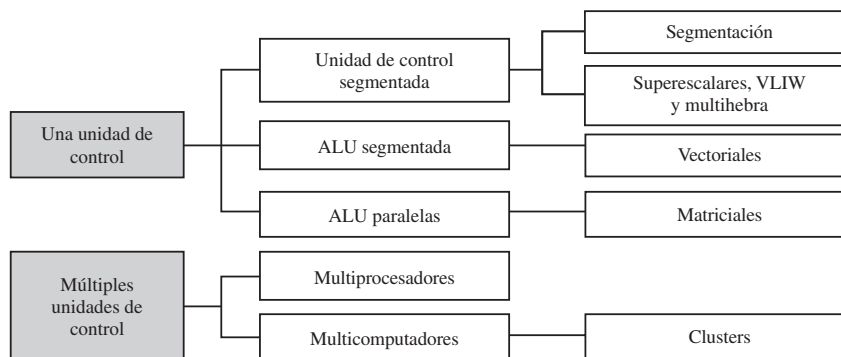 Segmentación
Unidad de control
segmentada
Superescalares, VLIW
y multihebra
Una unidad de
control
ALU segmentada
Vectoriales
ALU paralelas
Matriciales
Múltiples
unidades de
control
Multiprocesadores
Multicomputadores
Clusters